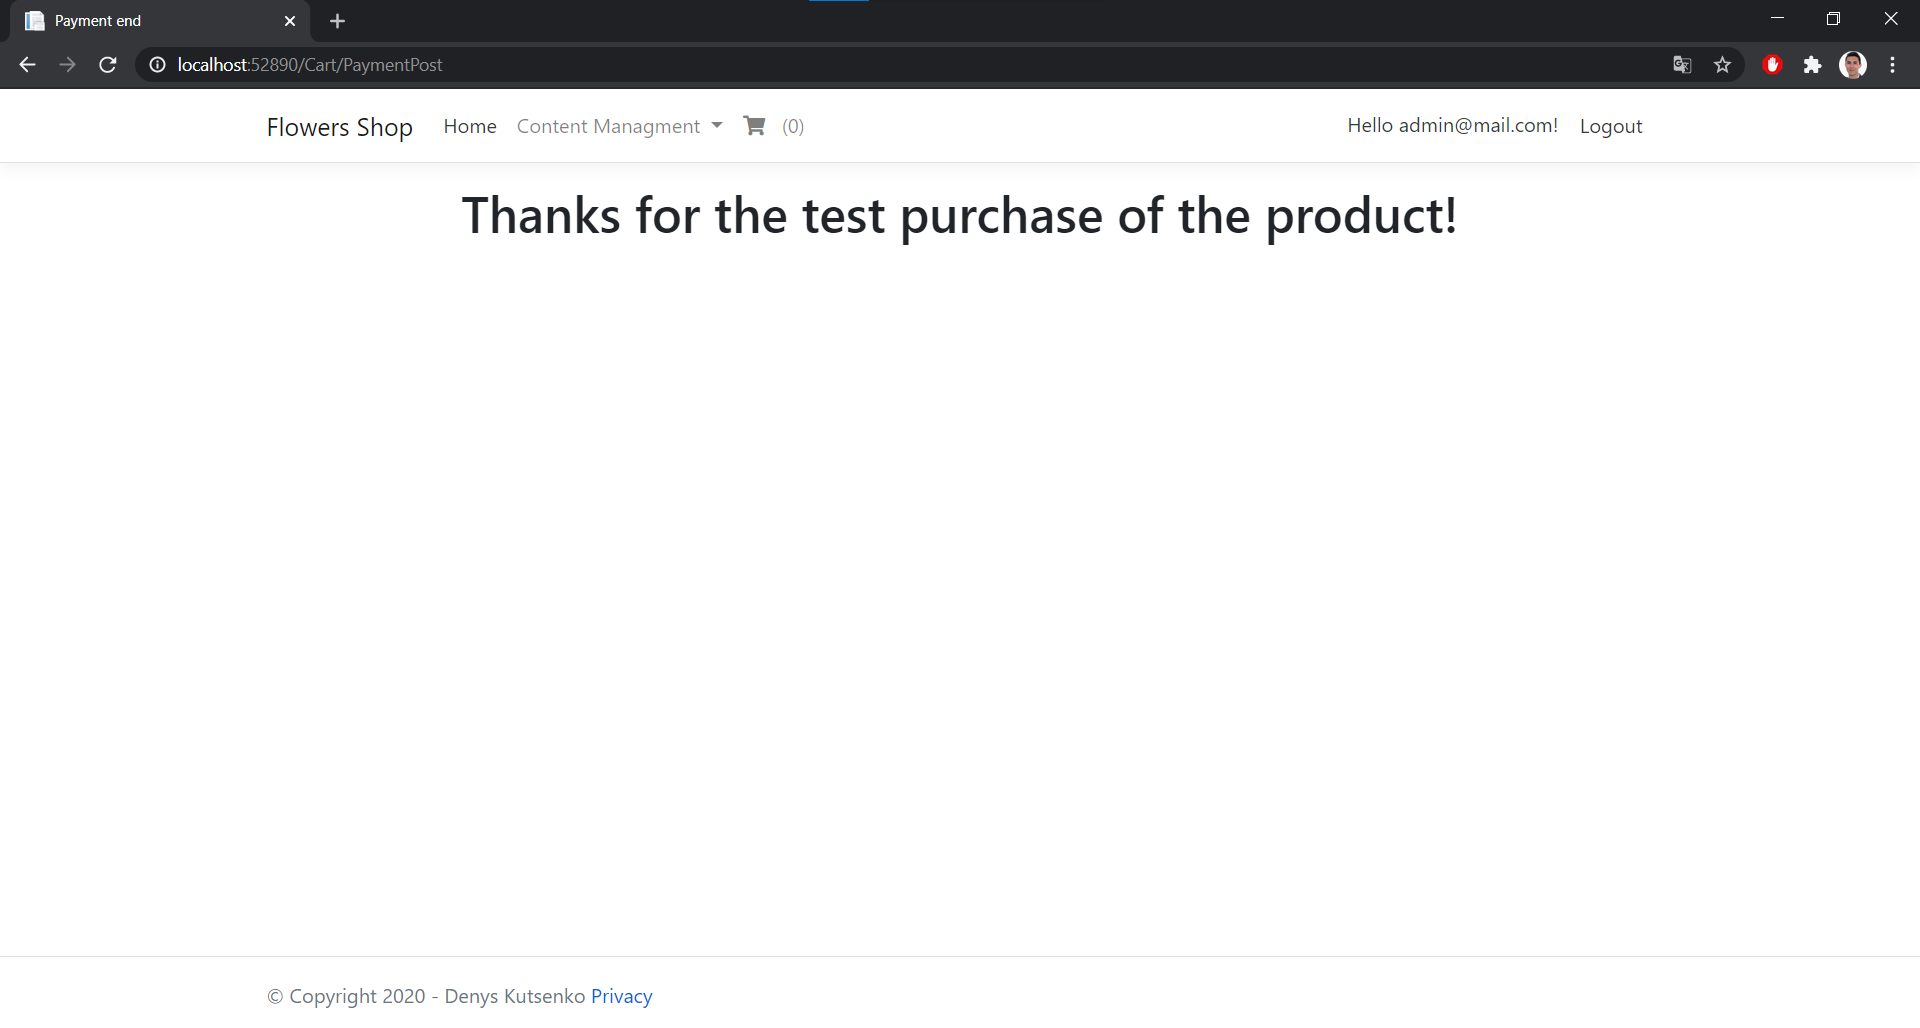 Payment end
localhost:52890/Cart/PaymentPost
Flowers Shop Home Content Managment (0) Hello admin@mail.com! Logout
Thanks for the test purchase of the product!
© Copyright 2020 - Denys Kutsenko Privacy